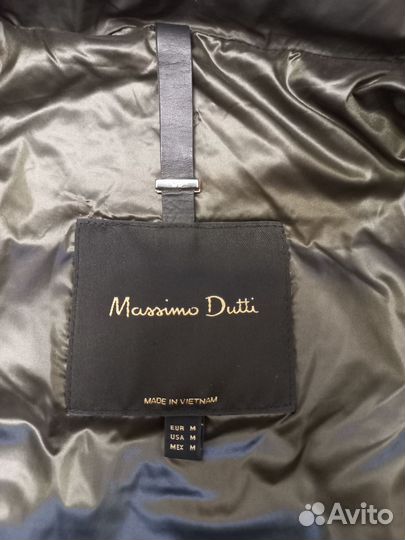 Massimo Dutti
MADE IN VIETNAM
EUR M
USA M
MEX M
Avito